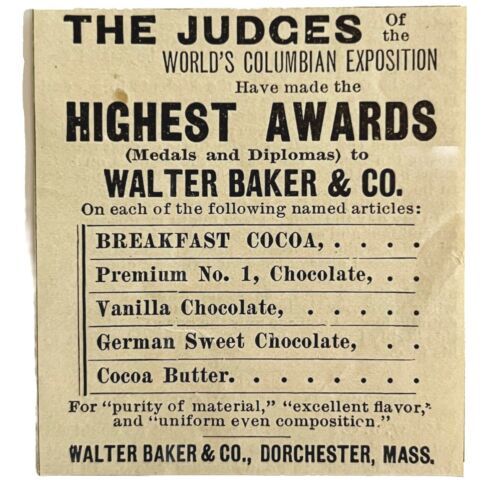 THE JUDGES Of the
WORLD'S COLUMBIAN EXPOSITION
Have made the
HIGHEST AWARDS
(Medals and Diplomas) to
WALTER BAKER & CO.
On each of the following named articles:
BREAKFAST COCOA, . . . .
Premium No. 1, Chocolate, . .
Vanilla Chocolate, . . . . .
German Sweet Chocolate, . .
Cocoa Butter. . . . . . . .
For "purity of material," "excellent flavor,"
and "uniform even composition."
WALTER BAKER & CO., DORCHESTER, MASS.